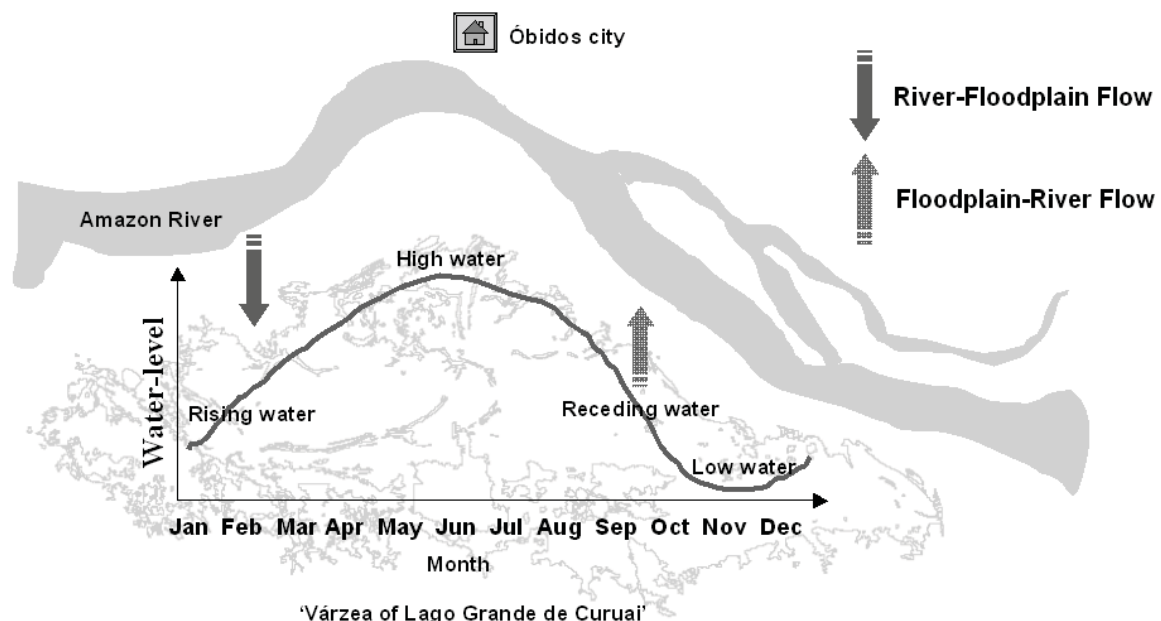 Óbidos city
River-Floodplain Flow
Floodplain-River Flow
Amazon River
High water
Water-level
Rising water
Receding water
Low water
Jan Feb Mar Apr May Jun Jul Aug Sep Oct Nov Dec
Month
‘Várzea of Lago Grande de Curuai’